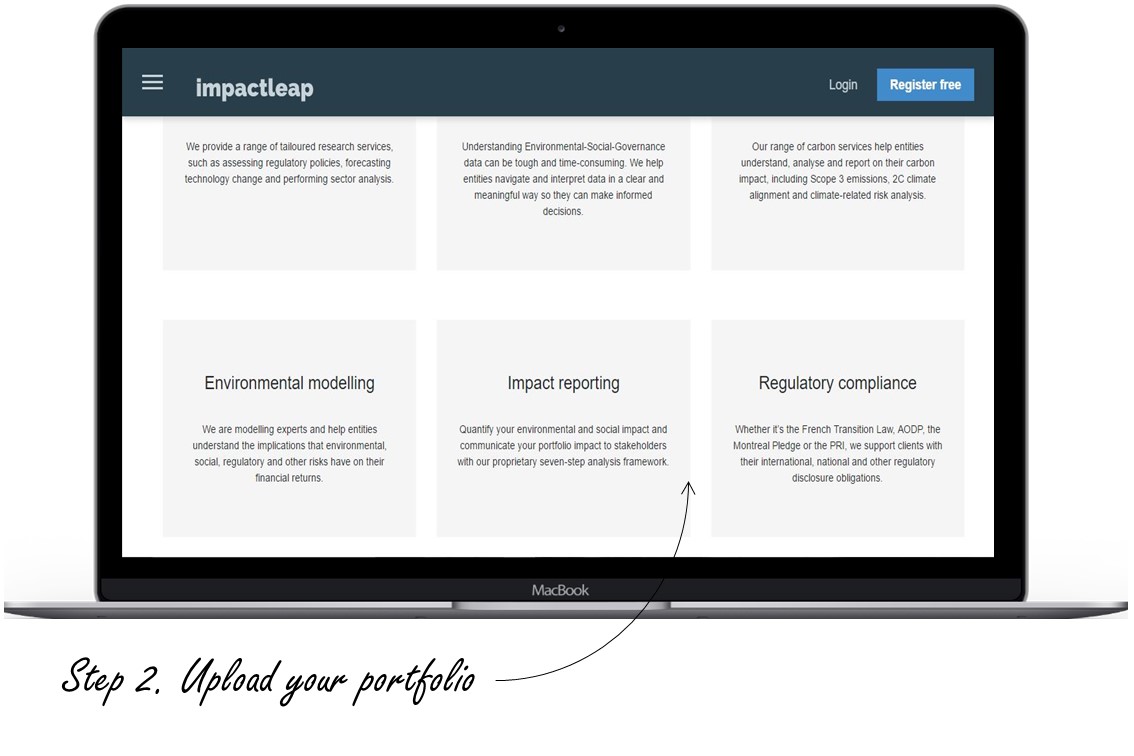 impactleap
Login
Register free
We provide a range of tailoured research services,
such as assessing regulatory policies, forecasting
technology change and performing sector analysis.
Understanding Environmental-Social-Governance
data can be tough and time-consuming. We help
entities navigate and interpret data in a clear and
meaningful way so they can make informed
decisions.
Our range of carbon services help entities
understand, analyse and report on their carbon
impact, including Scope 3 emissions, 2C climate
alignment and climate-related risk analysis.
Environmental modelling
We are modelling experts and help entities
understand the implications that environmental,
social, regulatory and other risks have on their
financial returns.
Impact reporting
Quantify your environmental and social impact and
communicate your portfolio impact to stakeholders
with our proprietary seven-step analysis framework.
Regulatory compliance
Whether it's the French Transition Law, AODP, the
Montreal Pledge or the PRI, we support clients with
their international, national and other regulatory
disclosure obligations.
MacBook
Step 2. Upload your portfolio